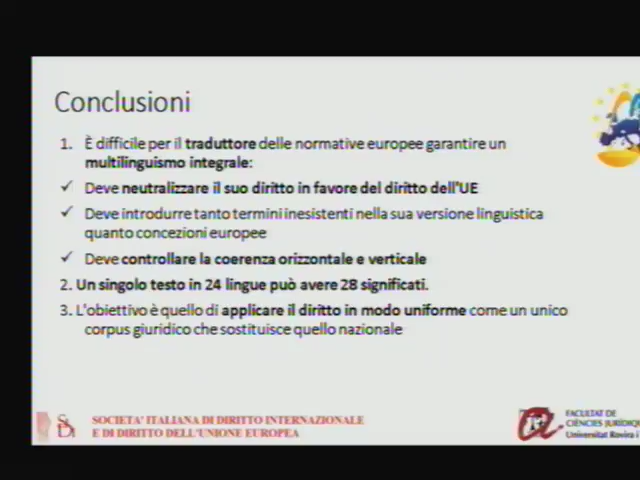 Conclusioni
1. È difficile per il traduttore delle normative europee garantire un
multilinguismo integrale:
✓ Deve neutralizzare il suo diritto in favore del diritto dell'UE
✓ Deve introdurre tanto termini inesistenti nella sua versione linguistica
quanto concezioni europee
✓ Deve controllare la coerenza orizzontale e verticale
2. Un singolo testo in 24 lingue può avere 28 significati.
3. L'obiettivo è quello di applicare il diritto in modo uniforme come un unico
corpus giuridico che sostituisce quello nazionale
SOCIETA' ITALIANA DI DIRITTO INTERNAZIONALE
E DI DIRITTO DELL'UNIONE EUROPEA
FACULTAT DE
CIÈNCIES JURÍDIQU
Universitat Rovira i